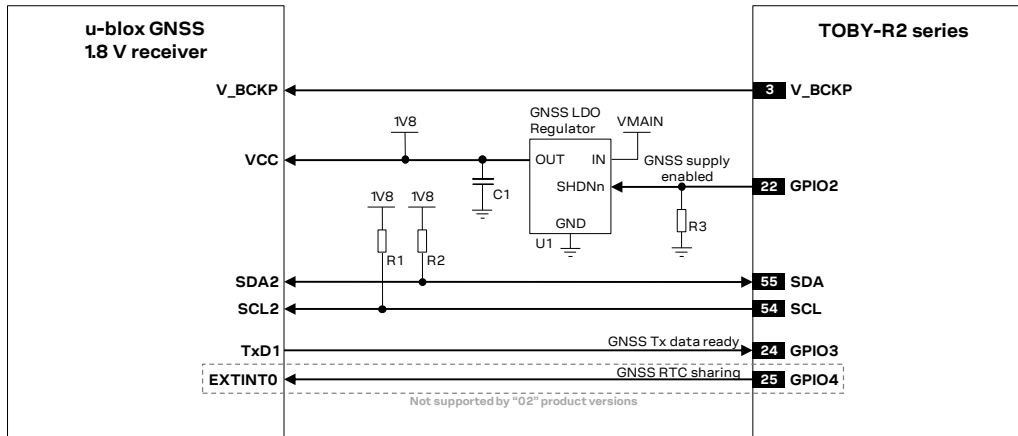 u-blox GNSS
1.8 V receiver
TOBY-R2 series
V_BCKP
3 V_BCKP
GNSS LDO
Regulator
1V8
VMAIN
VCC
OUT IN
GNSS supply
enabled
SHDNn
22 GPIO2
C1
1V8 1V8
GND
R3
U1
R1 R2
SDA2
55 SDA
SCL2
54 SCL
TxD1
GNSS Tx data ready
24 GPIO3
EXTINT0
GNSS RTC sharing
25 GPIO4
Not supported by “02” product versions